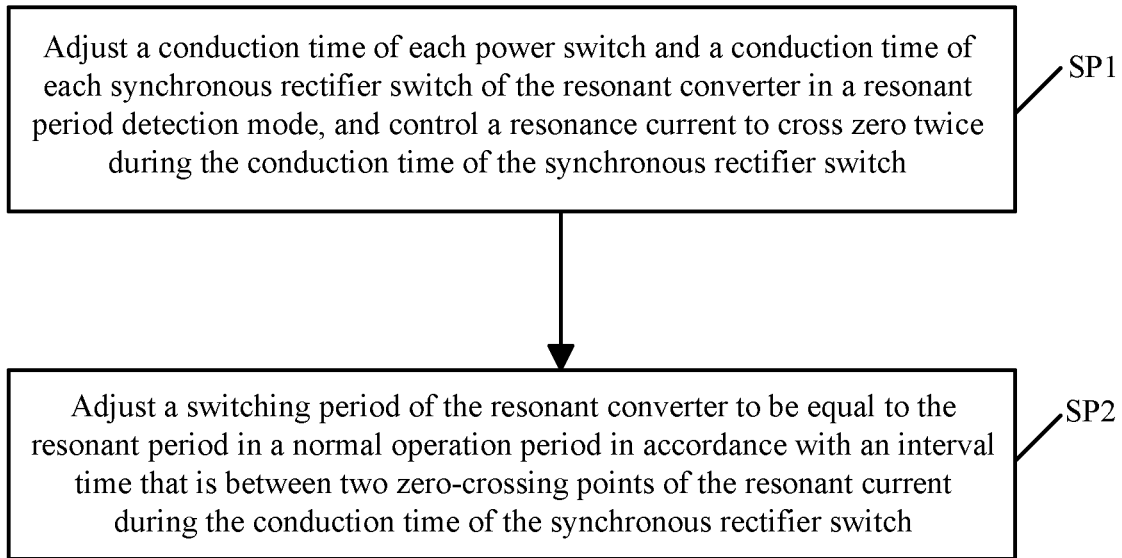 Adjust a conduction time of each power switch and a conduction time of
each synchronous rectifier switch of the resonant converter in a resonant
period detection mode, and control a resonance current to cross zero twice
during the conduction time of the synchronous rectifier switch
SP1
Adjust a switching period of the resonant converter to be equal to the
resonant period in a normal operation period in accordance with an interval
time that is between two zero-crossing points of the resonant current
during the conduction time of the synchronous rectifier switch
SP2